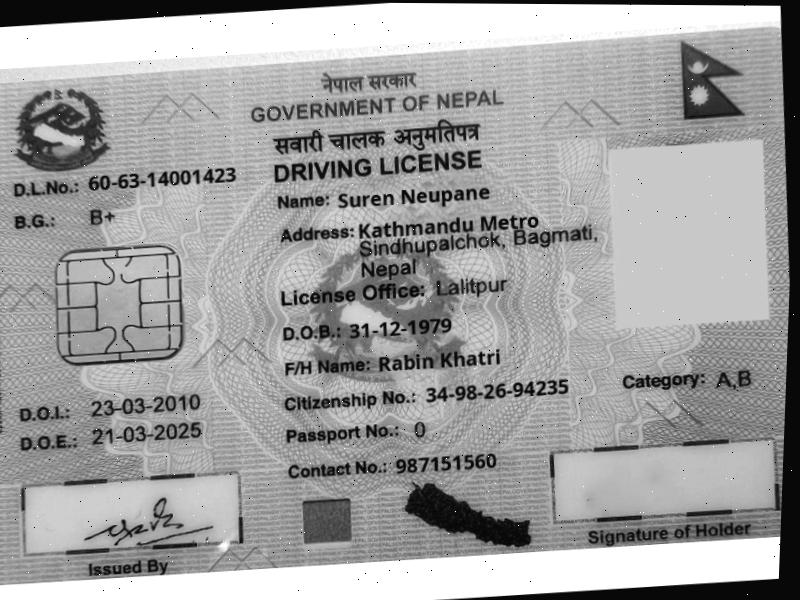 नेपाल सरकार
GOVERNMENT OF NEPAL
सवारी चालक अनुमतिपत्र
DRIVING LICENSE
D.L.No.: 60-63-14001423
B.G.: B+
Name: Suren Neupane
Address: Kathmandu Metro
Sindhupalchok, Bagmati,
Nepal
License Office: Lalitpur
D.O.B.: 31-12-1979
F/H Name: Rabin Khatri
Citizenship No.: 34-98-26-94235
Category: A,B
D.O.I.: 23-03-2010
D.O.E.: 21-03-2025
Passport No.: 0
Contact No.: 987151560
Issued By
Signature of Holder